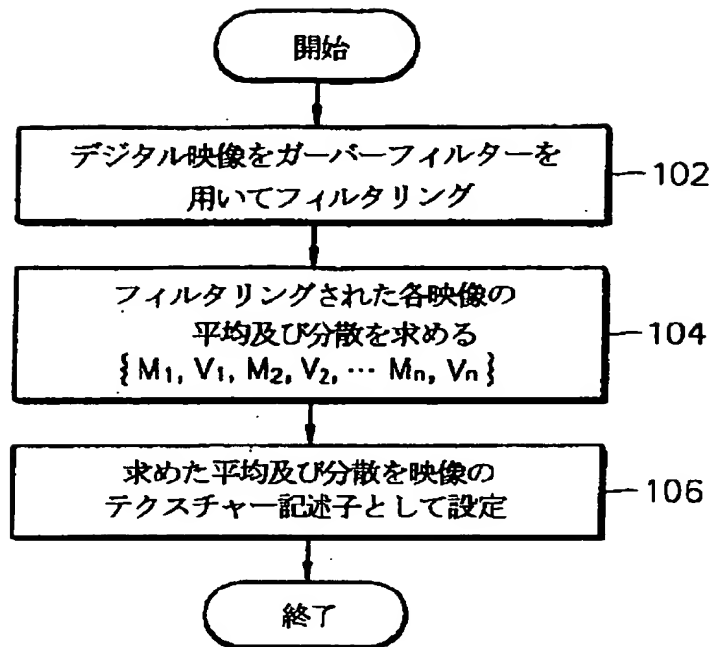 開始
デジタル映像をガーバーフィルターを
用いてフィルタリング
102
フィルタリングされた各映像の
平均及び分散を求める
{ M1, V1, M2, V2, ··· Mn, Vn }
104
求めた平均及び分散を映像の
テクスチャー記述子として設定
106
終了